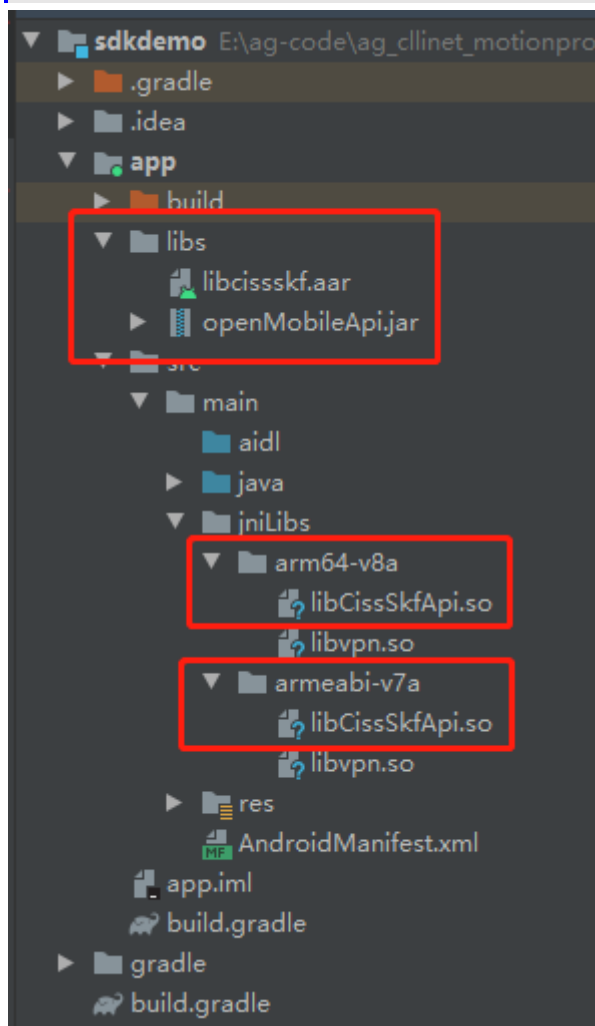 sdkdemo E:\ag-code\ag_cllinet_motionpro
.gradle
.idea
app
build
libs
libcissskf.aar
openMobileApi.jar
src
main
aidl
java
jniLibs
arm64-v8a
libCissSkfApi.so
libvpn.so
armeabi-v7a
libCissSkfApi.so
libvpn.so
res
MF AndroidManifest.xml
app.iml
build.gradle
gradle
build.gradle